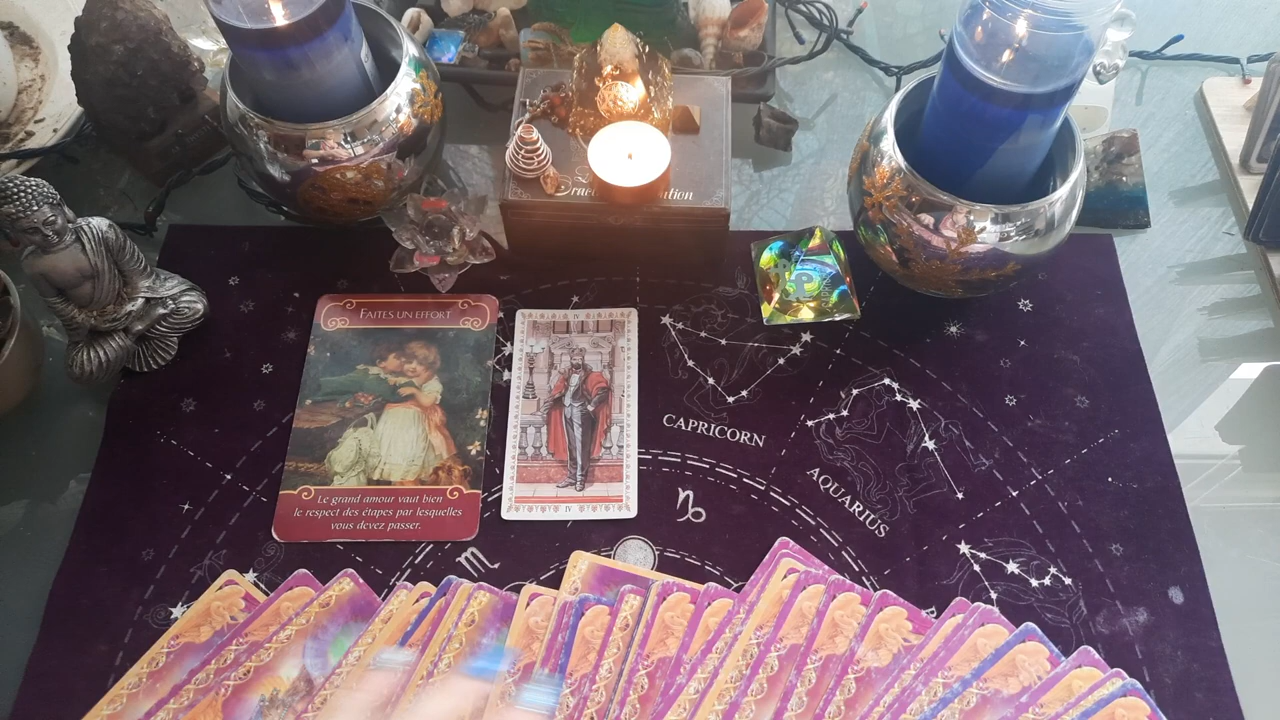 FAITES UN EFFORT
Le grand amour vaut bien
le respect des étapes par lesquelles
vous devez passer.
IV
IV
CAPRICORN
AQUARIUS